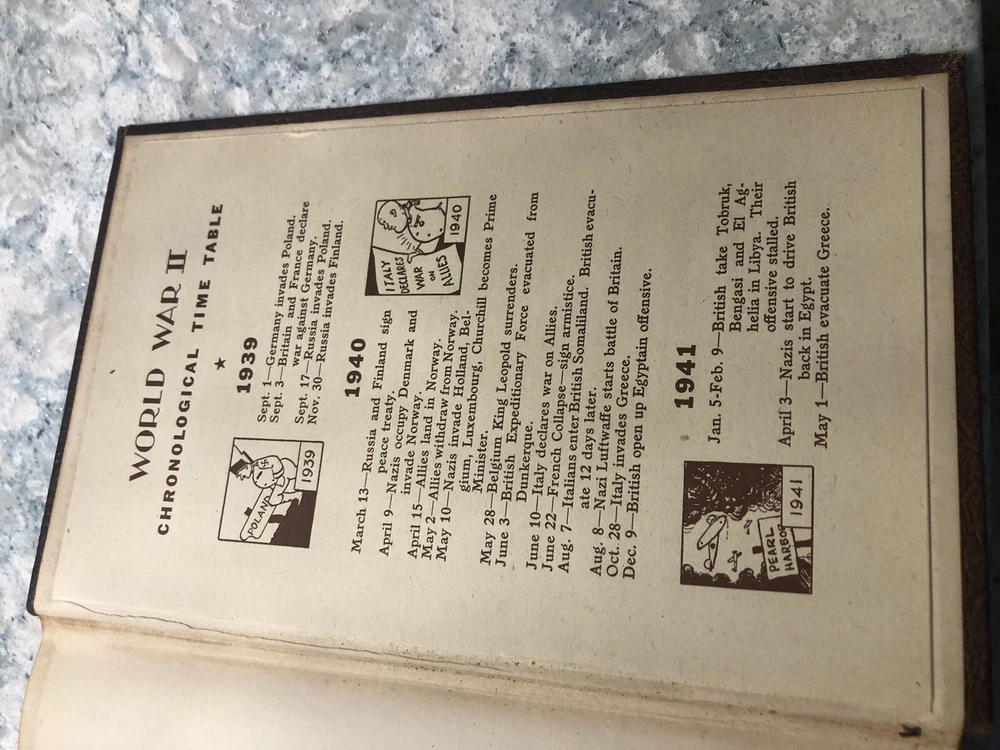 WORLD WAR II
CHRONOLOGICAL TIME TABLE
★
1939
POLAND
1939
Sept. 1—Germany invades Poland.
Sept. 3—Britain and France declare
war against Germany.
Sept. 17—Russia invades Poland.
Nov. 30—Russia invades Finland.
1940
March 13—Russia and Finland sign
peace treaty.
April 9—Nazis occupy Denmark and
invade Norway.
April 15—Allies land in Norway.
May 2—Allies withdraw from Norway.
May 10—Nazis invade Holland, Bel-
gium, Luxembourg, Churchill becomes Prime
Minister.
ITALY
DECLARES
WAR
ON
ALLIES
1940
May 28—Belgium King Leopold surrenders.
June 3—British Expeditionary Force evacuated from
Dunkerque.
June 10—Italy declares war on Allies.
June 22—French Collapse—sign armistice.
Aug. 7—Italians enter British Somaliland. British evacu-
ate 12 days later.
Aug. 8—Nazi Luftwaffe starts battle of Britain.
Oct. 28—Italy invades Greece.
Dec. 9—British open up Egyptain offensive.
1941
PEARL
HARBOR
1941
Jan. 5-Feb. 9—British take Tobruk,
Bengasi and El Ag-
helia in Libya. Their
offensive stalled.
April 3—Nazis start to drive British
back in Egypt.
May 1—British evacuate Greece.